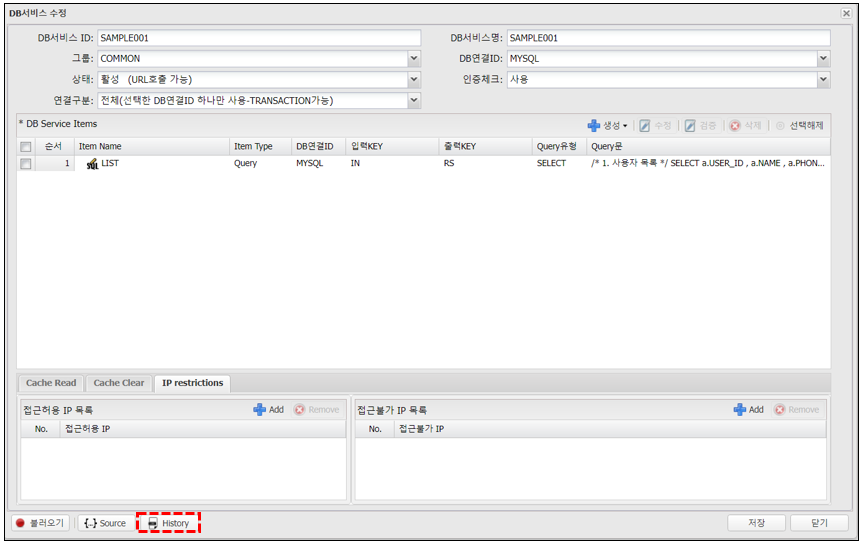 DB서비스 수정
DB서비스 ID: SAMPLE001 DB서비스명: SAMPLE001
그룹: COMMON DB연결ID: MYSQL
상태: 활성 (URL호출 가능) 인증체크: 사용
연결구분: 전체(선택한 DB연결ID 하나만 사용-TRANSACTION가능)
* DB Service Items 생성 수정 검증 삭제 선택해제
순서 Item Name Item Type DB연결ID 입력KEY 출력KEY Query유형 Query문
1 SQL LIST Query MYSQL IN RS SELECT /* 1. 사용자 목록 */ SELECT a.USER_ID , a.NAME , a.PHON...
Cache Read Cache Clear IP restrictions
접근허용 IP 목록 Add Remove 접근불가 IP 목록 Add Remove
No. 접근허용 IP No. 접근불가 IP
불러오기 {..} Source History 저장 닫기